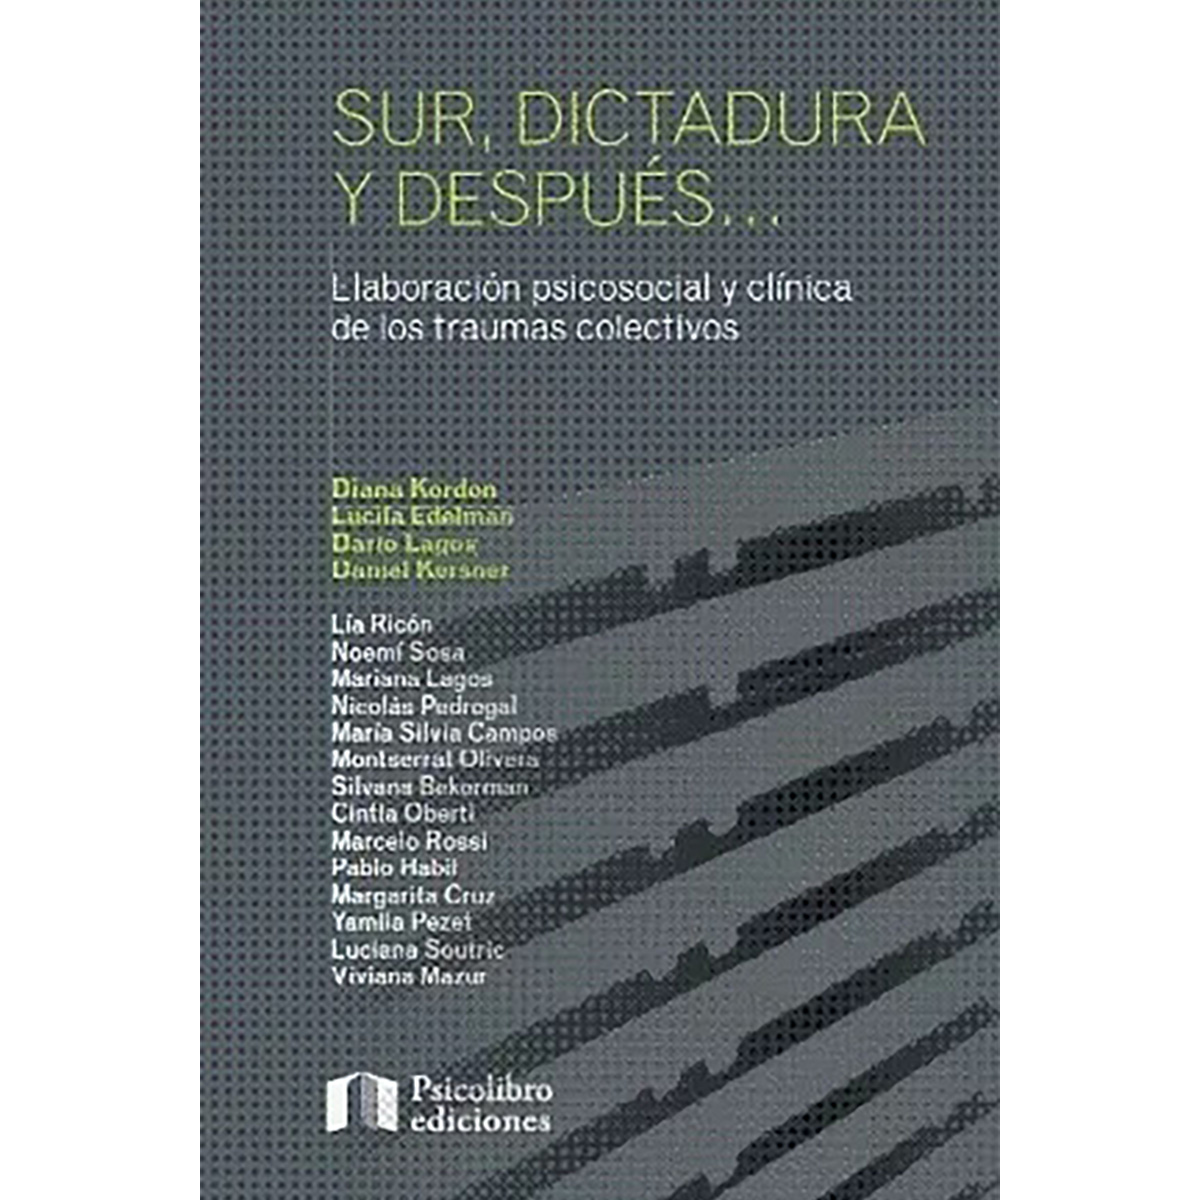 SUR, DICTADURA
Y DESPUÉS...
Elaboración psicosocial y clínica
de los traumas colectivos
Diana Kordon
Lucila Edelman
Darío Lagos
Daniel Kersner
Lía Ricón
Noemí Sosa
Mariana Lagos
Nicolás Pedregal
María Silvia Campos
Montserrat Olivera
Silvana Bekerman
Cintia Oberti
Marcelo Rossi
Pablo Habif
Margarita Cruz
Yamila Pezet
Luciana Soutric
Viviana Mazur
Psicolibro
ediciones